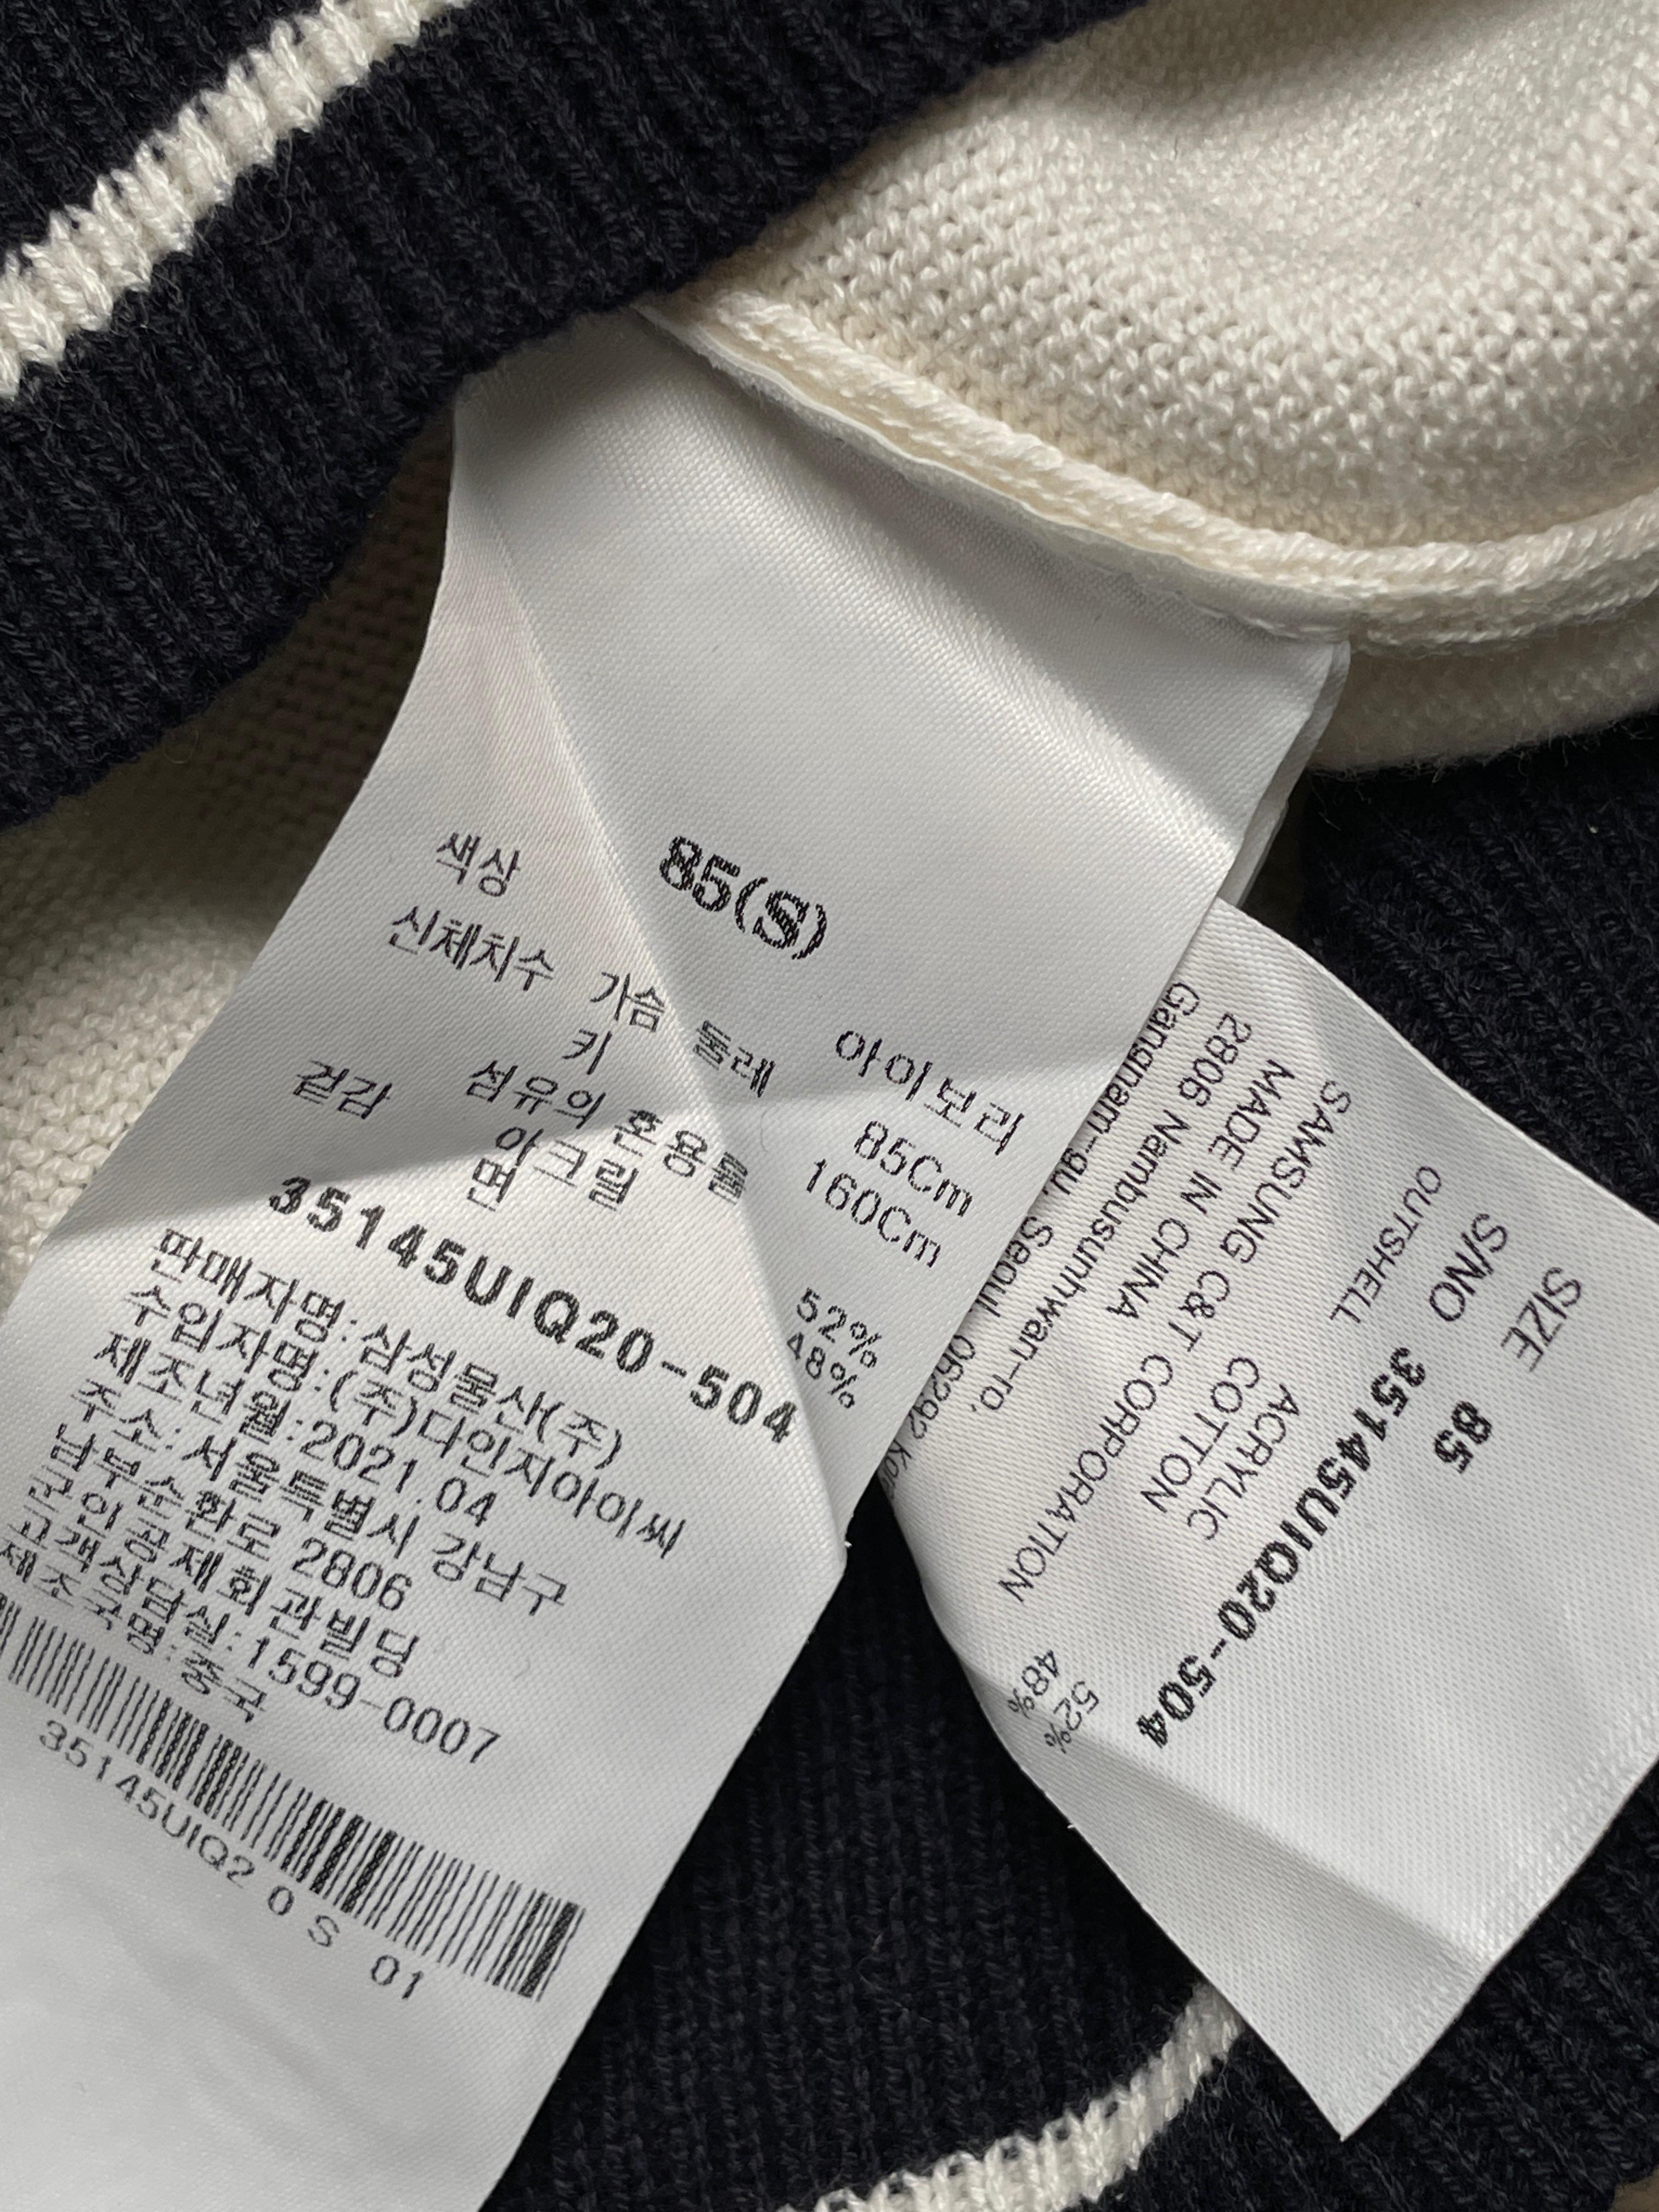 85(S)
색상 아이보리
신체치수 가슴 둘레 85Cm
키 160Cm
섬유의 혼용률
겉감 아크릴 52%
면 48%
35145UIQ20-504
판매자명:삼성물산(주)
수입자명:(주)다인지아이씨
제조년월:2021.04
주소:서울특별시 강남구
남부순환로 2806
군인공제회관빌딩
고객상담실:1599-0007
제조국명:중국
35145UIQ2 0 S 01
SIZE 85
S/NO 35145UIQ20-504
OUTSHELL
ACRYLIC 52%
COTTON 48%
SAMSUNG C&T CORPORATION
MADE IN CHINA
2806 Nambusunhwan-ro,
Gangnam-gu, Seoul, 06292